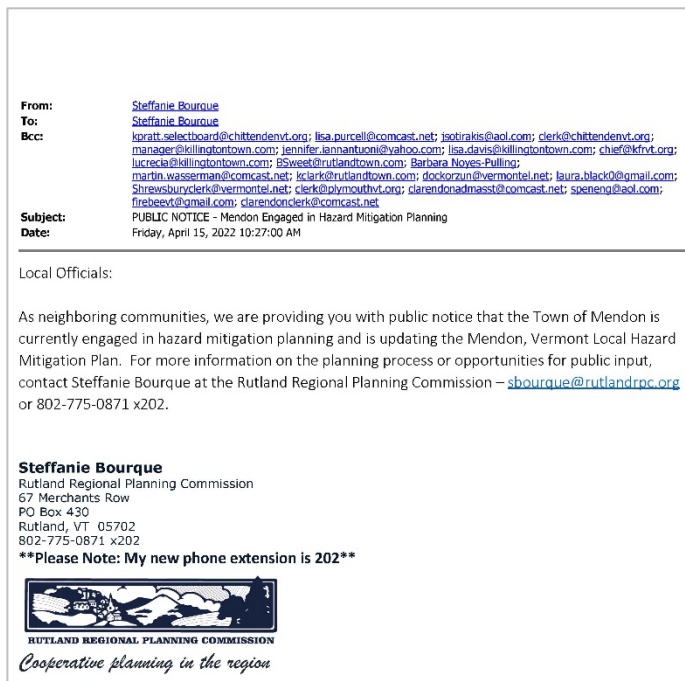 From: Steffanie Bourque
To: Steffanie Bourque
Bcc: kpratt.selectboard@chittendenvt.org; lisa.purcell@comcast.net; jsotirakis@aol.com; clerk@chittendenvt.org;
manager@killingtontown.com; jennifer.iannantuoni@yahoo.com; lisa.davis@killingtontown.com; chief@kfrvt.org;
lucrecia@killingtontown.com; BSweet@rutlandtown.com; Barbara Noyes-Pulling;
martin.wasserman@comcast.net; kclark@rutlandtown.com; dockorzun@vermontel.net; laura.black0@gmail.com;
Shrewsburyclerk@vermontel.net; clerk@plymouthvt.org; clarendonadmasst@comcast.net; speneng@aol.com;
firebeevt@gmail.com; clarendonclerk@comcast.net
Subject: PUBLIC NOTICE - Mendon Engaged in Hazard Mitigation Planning
Date: Friday, April 15, 2022 10:27:00 AM
Local Officials:
As neighboring communities, we are providing you with public notice that the Town of Mendon is
currently engaged in hazard mitigation planning and is updating the Mendon, Vermont Local Hazard
Mitigation Plan.  For more information on the planning process or opportunities for public input,
contact Steffanie Bourque at the Rutland Regional Planning Commission – sbourque@rutlandrpc.org
or 802-775-0871 x202.
Steffanie Bourque
Rutland Regional Planning Commission
67 Merchants Row
PO Box 430
Rutland, VT  05702
802-775-0871 x202
**Please Note: My new phone extension is 202**
RUTLAND REGIONAL PLANNING COMMISSION
Cooperative planning in the region